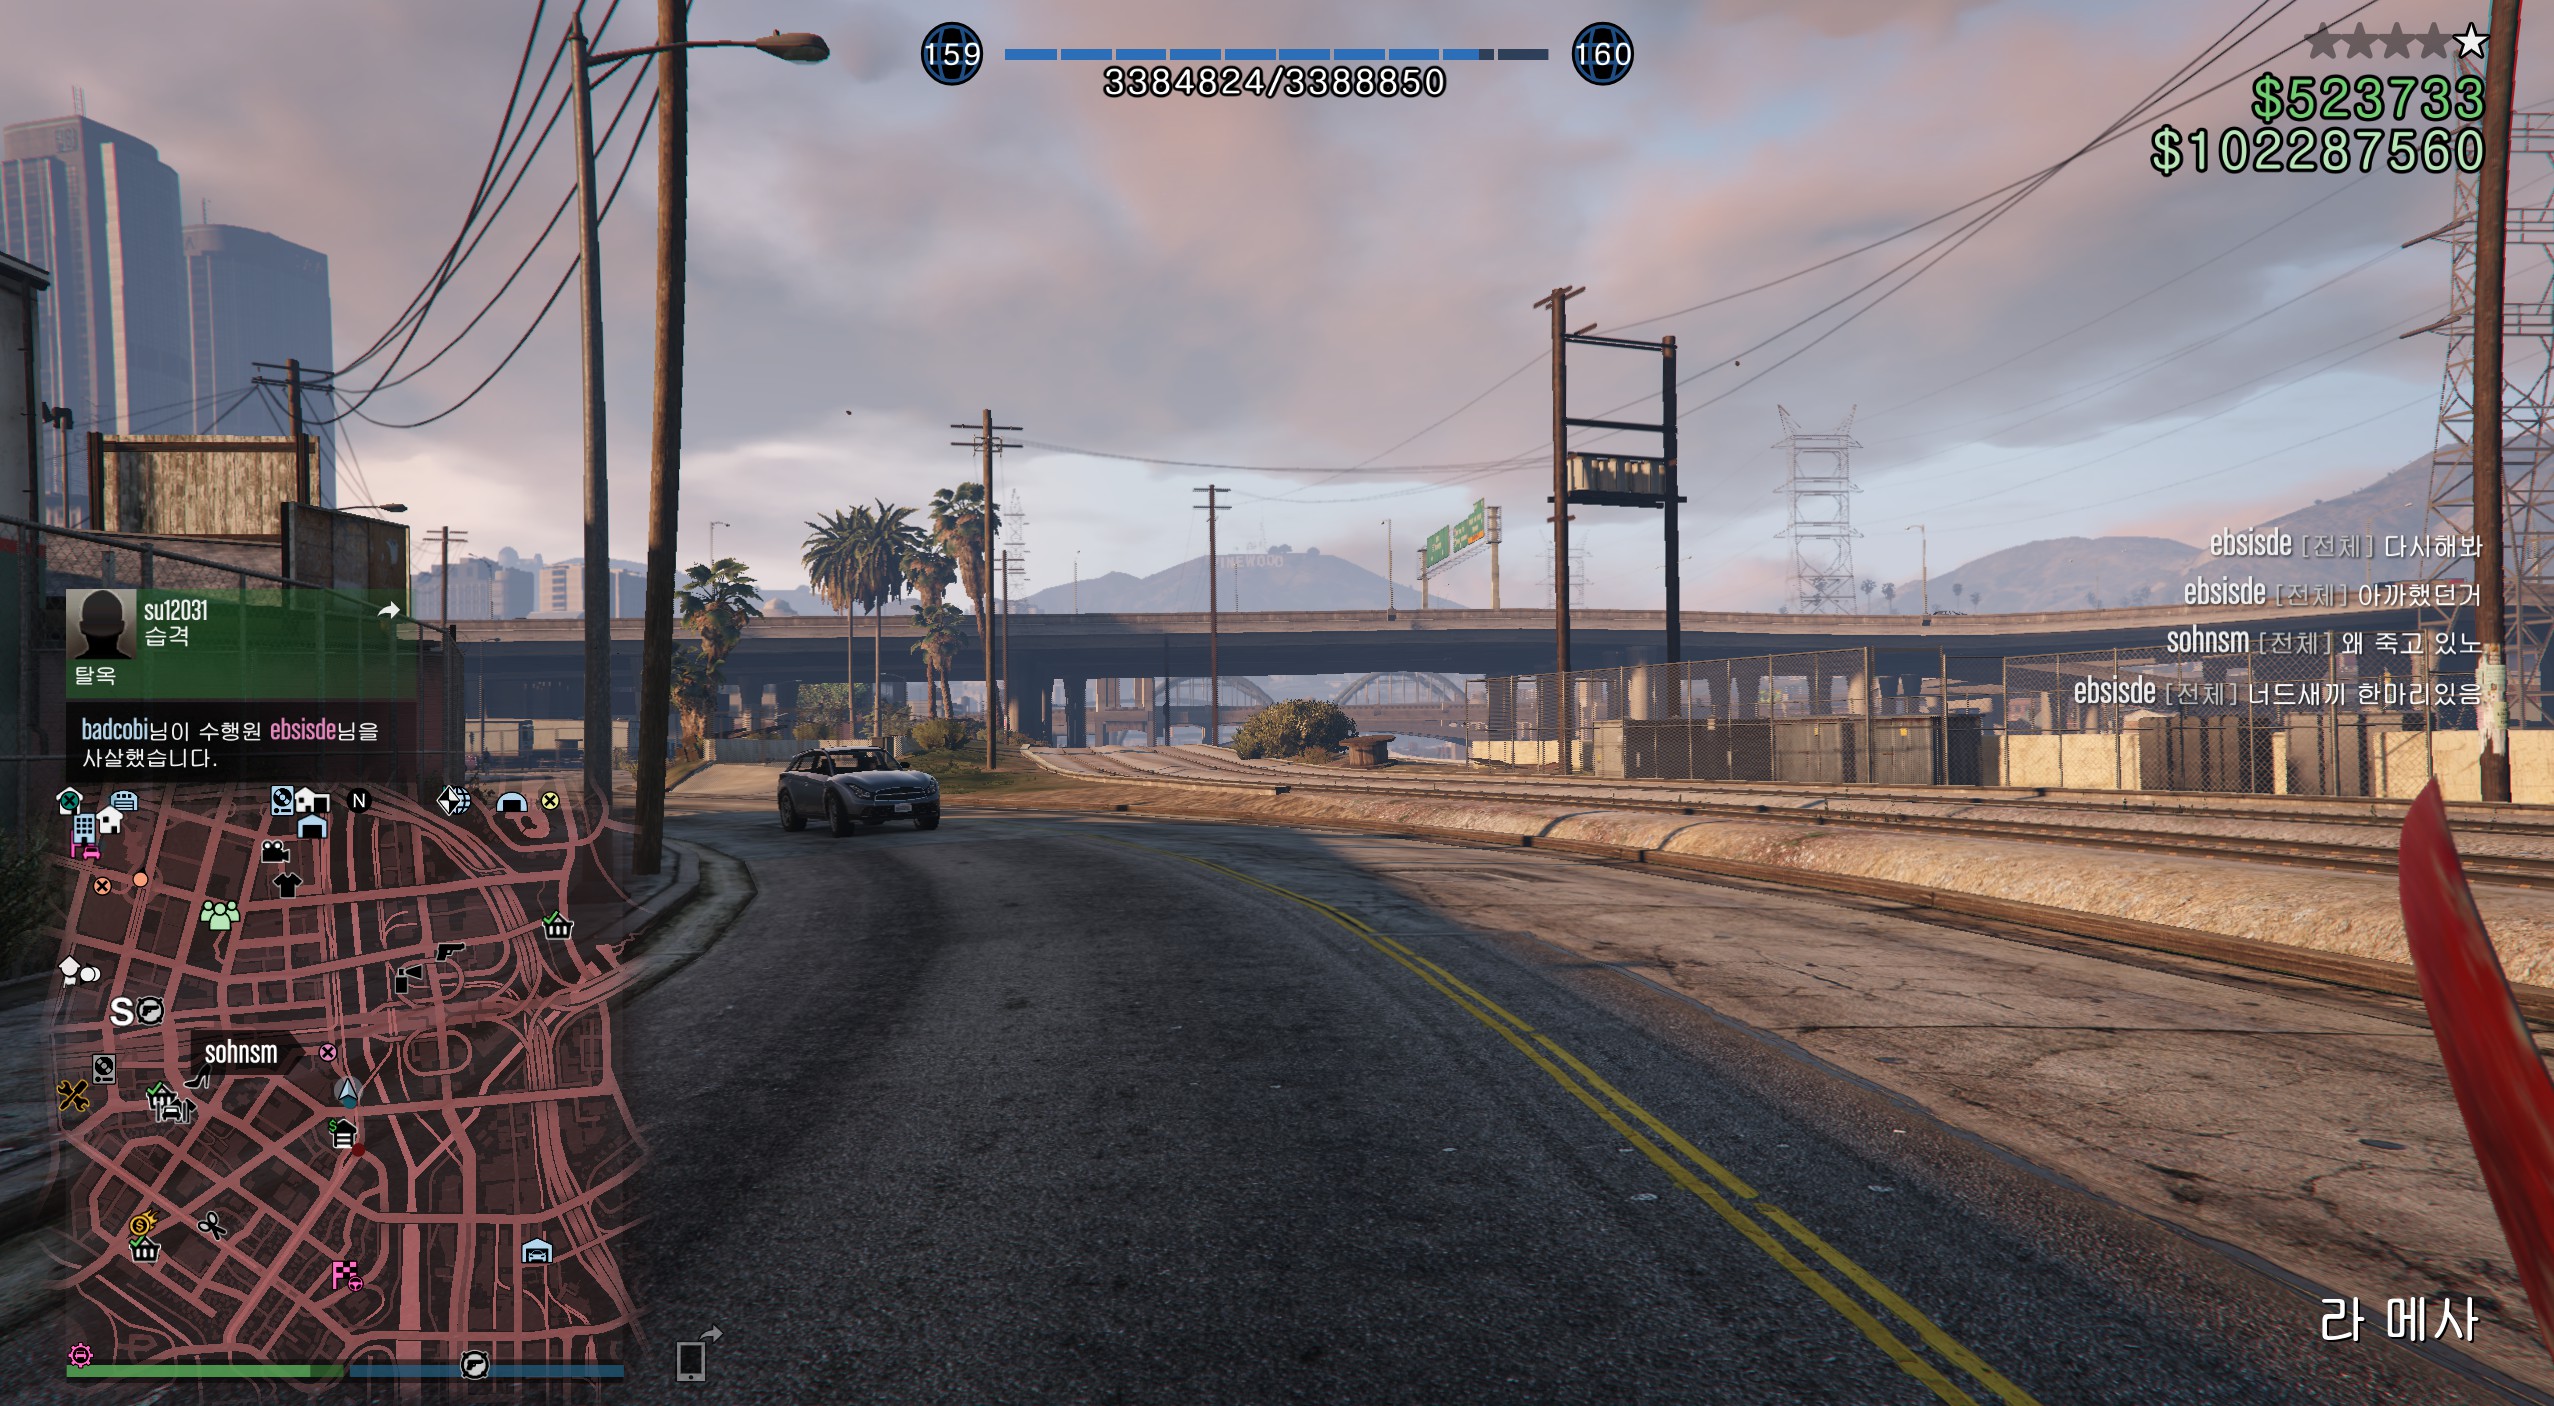 159
160
3384824/3388850
$523733
$102287560
ebsisde [전체] 다시해봐
ebsisde [전체] 아까했던거
sohnsm [전체] 왜 죽고 있노
ebsisde [전체] 너드새끼 한마리있음
su12031
습격
탈옥
badcobi님이 수행원 ebsisde님을
사살했습니다.
N
S
sohnsm
라 메사